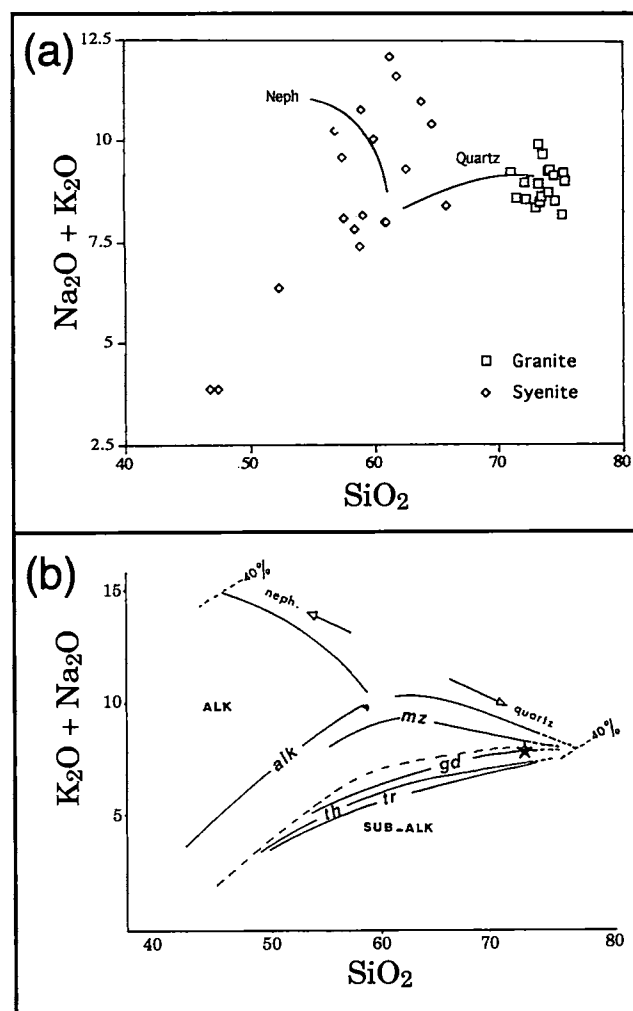 (a)
12.5
10
7.5
5
2.5
Na₂O + K₂O
Neph
Quartz
Granite
Syenite
40
.50
60
70
80
SiO₂
(b)
15
10
5
K₂O + Na₂O
40%
neph.
ALK
alk
mz
quartz
40%
gd
th
tr
SUB-ALK
40
50
60
70
80
SiO₂